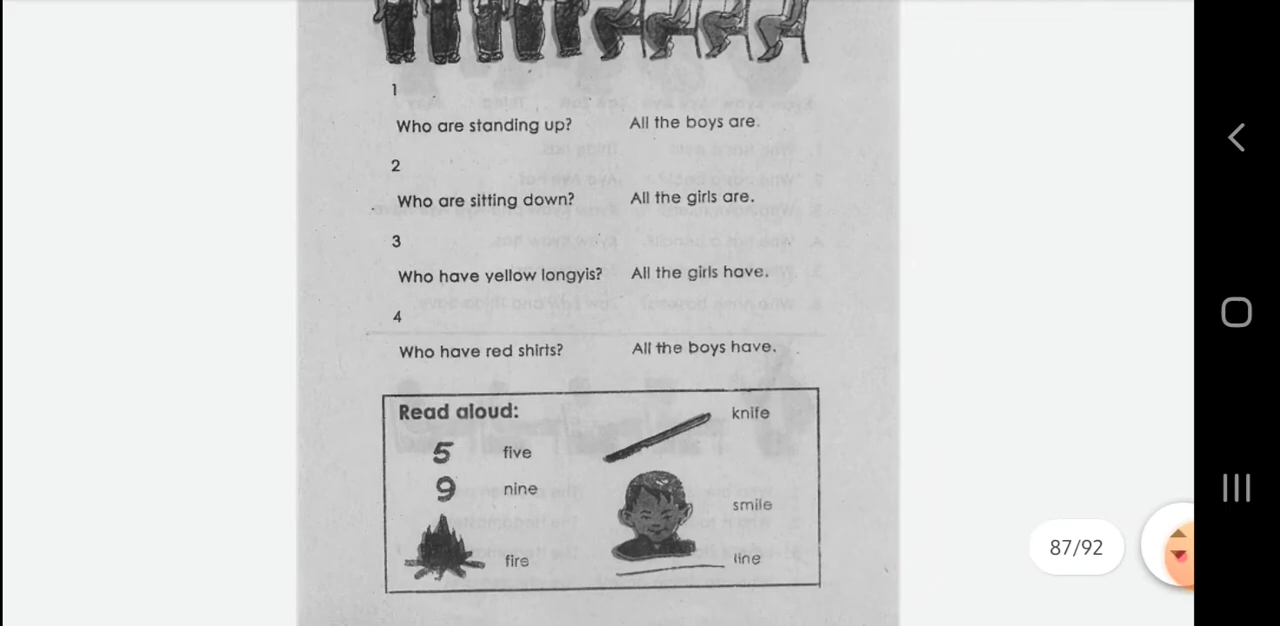 1
Who are standing up? All the boys are.
2
Who are sitting down? All the girls are.
3
Who have yellow longyis? All the girls have.
4
Who have red shirts? All the boys have.
Read aloud:
5 five
9 nine
fire
knife
smile
line
87/92